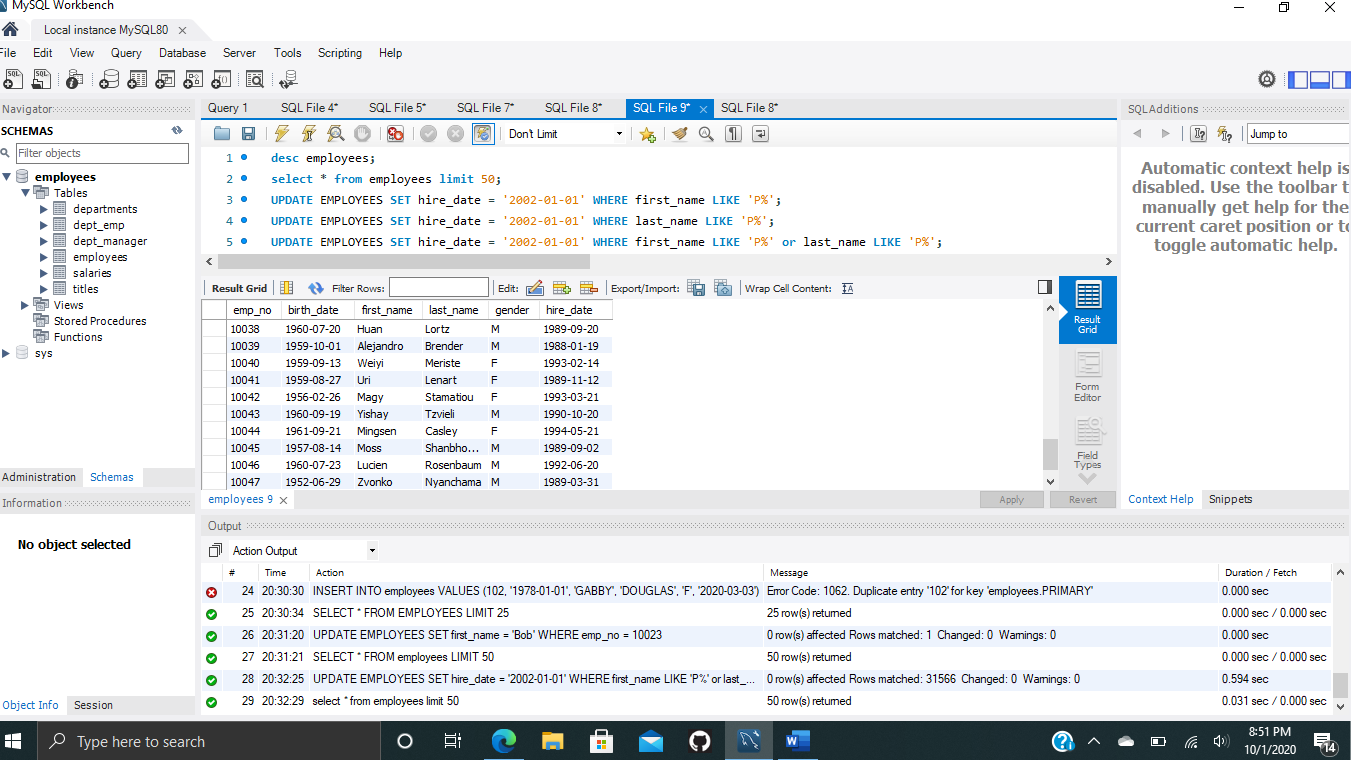 MySQL Workbench
Local instance MySQL80
File Edit View Query Database Server Tools Scripting Help
Navigator
SCHEMAS
Filter objects
employees
Tables
departments
dept_emp
dept_manager
employees
salaries
titles
Views
Stored Procedures
Functions
sys
Administration Schemas
Information
No object selected
Object Info Session
Query 1 SQL File 4* SQL File 5* SQL File 7* SQL File 8* SQL File 9* SQL File 8*
Don't Limit
1 desc employees;
2 select * from employees limit 50;
3 UPDATE EMPLOYEES SET hire_date = '2002-01-01' WHERE first_name LIKE 'P%';
4 UPDATE EMPLOYEES SET hire_date = '2002-01-01' WHERE last_name LIKE 'P%';
5 UPDATE EMPLOYEES SET hire_date = '2002-01-01' WHERE first_name LIKE 'P%' or last_name LIKE 'P%';
Result Grid Filter Rows: Edit: Export/Import: Wrap Cell Content:
emp_no birth_date first_name last_name gender hire_date
10038 1960-07-20 Huan Lortz M 1989-09-20
10039 1959-10-01 Alejandro Brender M 1988-01-19
10040 1959-09-13 Weiyi Meriste F 1993-02-14
10041 1959-08-27 Uri Lenart F 1989-11-12
10042 1956-02-26 Magy Stamatiou F 1993-03-21
10043 1960-09-19 Yishay Tzvieli M 1990-10-20
10044 1961-09-21 Mingsen Casley F 1994-05-21
10045 1957-08-14 Moss Shanbho... M 1989-09-02
10046 1960-07-23 Lucien Rosenbaum M 1992-06-20
10047 1952-06-29 Zvonko Nyanchama M 1989-03-31
Result
Grid
Form
Editor
Field
Types
employees 9 Apply Revert
SQLAdditions
Jump to
Automatic context help is
disabled. Use the toolbar t
manually get help for the
current caret position or to
toggle automatic help.
Context Help Snippets
Output
Action Output
# Time Action Message Duration / Fetch
24 20:30:30 INSERT INTO employees VALUES (102, '1978-01-01', 'GABBY', 'DOUGLAS', 'F', '2020-03-03') Error Code: 1062. Duplicate entry '102' for key 'employees.PRIMARY' 0.000 sec
25 20:30:34 SELECT * FROM EMPLOYEES LIMIT 25 25 row(s) returned 0.000 sec / 0.000 sec
26 20:31:20 UPDATE EMPLOYEES SET first_name = 'Bob' WHERE emp_no = 10023 0 row(s) affected Rows matched: 1 Changed: 0 Warnings: 0 0.000 sec
27 20:31:21 SELECT * FROM employees LIMIT 50 50 row(s) returned 0.000 sec / 0.000 sec
28 20:32:25 UPDATE EMPLOYEES SET hire_date = '2002-01-01' WHERE first_name LIKE 'P%' or last_... 0 row(s) affected Rows matched: 31566 Changed: 0 Warnings: 0 0.594 sec
29 20:32:29 select * from employees limit 50 50 row(s) returned 0.031 sec / 0.000 sec
Type here to search
8:51 PM
10/1/2020
14